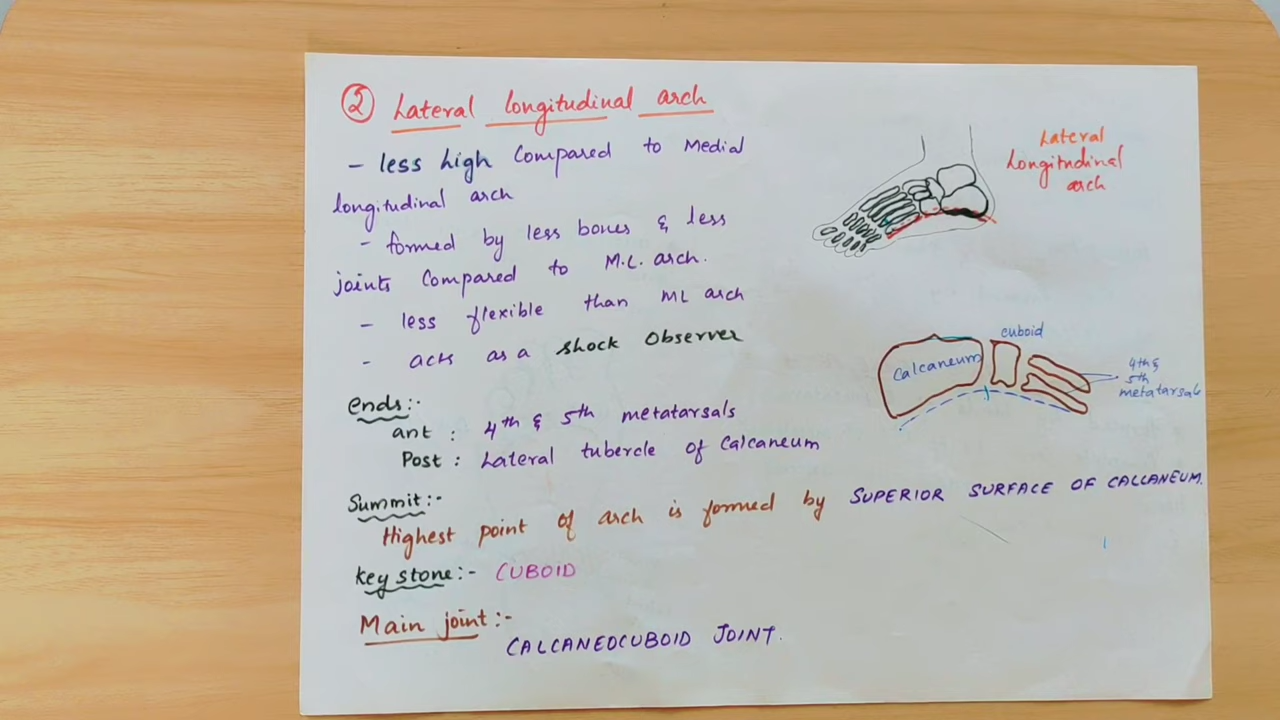 ② Lateral longitudinal arch
- less high compared to Medial
longitudinal arch
- formed by less bones & less
joints compared to M.L. arch.
- less flexible than ML arch
- acts as a shock observer
ends:-
ant : 4th & 5th metatarsals
Post : Lateral tubercle of calcaneum
Summit:-
Highest point of arch is formed by SUPERIOR SURFACE OF CALCANEUM.
key stone:- CUBOID
Main joint:-
CALCANEOCUBOID JOINT.
Lateral
Longitudinal
arch
cuboid
Calcaneum
4th &
5th
metatarsals